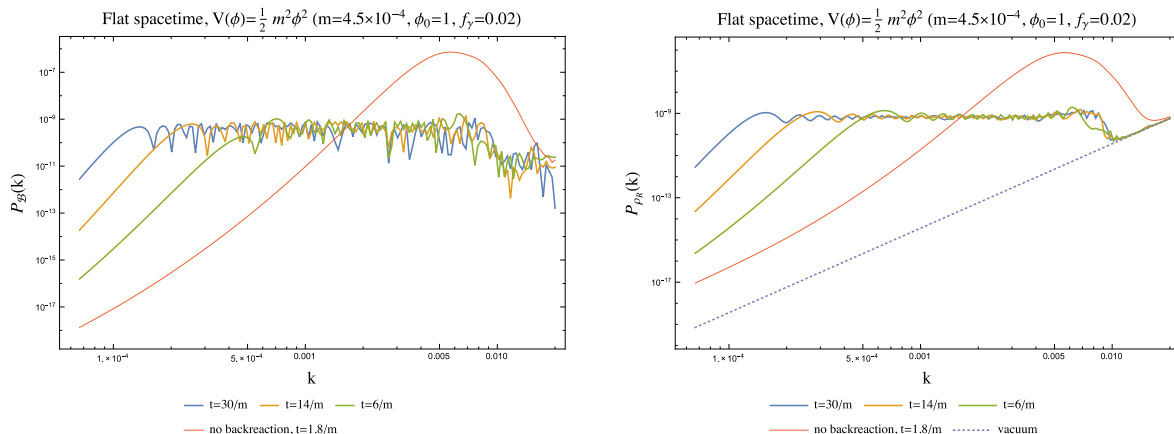 Flat spacetime, V(ϕ)=½ m²ϕ² (m=4.5×10⁻⁴, ϕ₀=1, f_γ=0.02)
P_ℬ(k)
10⁻⁷
10⁻⁹
10⁻¹¹
10⁻¹³
10⁻¹⁵
10⁻¹⁷
1.×10⁻⁴ 5.×10⁻⁴ 0.001 0.005 0.010
k
t=30/m t=14/m t=6/m
no backreaction, t=1.8/m
Flat spacetime, V(ϕ)=½ m²ϕ² (m=4.5×10⁻⁴, ϕ₀=1, f_γ=0.02)
P_ρ_R(k)
10⁻⁹
10⁻¹³
10⁻¹⁷
1.×10⁻⁴ 5.×10⁻⁴ 0.001 0.005 0.010
k
t=30/m t=14/m t=6/m
no backreaction, t=1.8/m vacuum